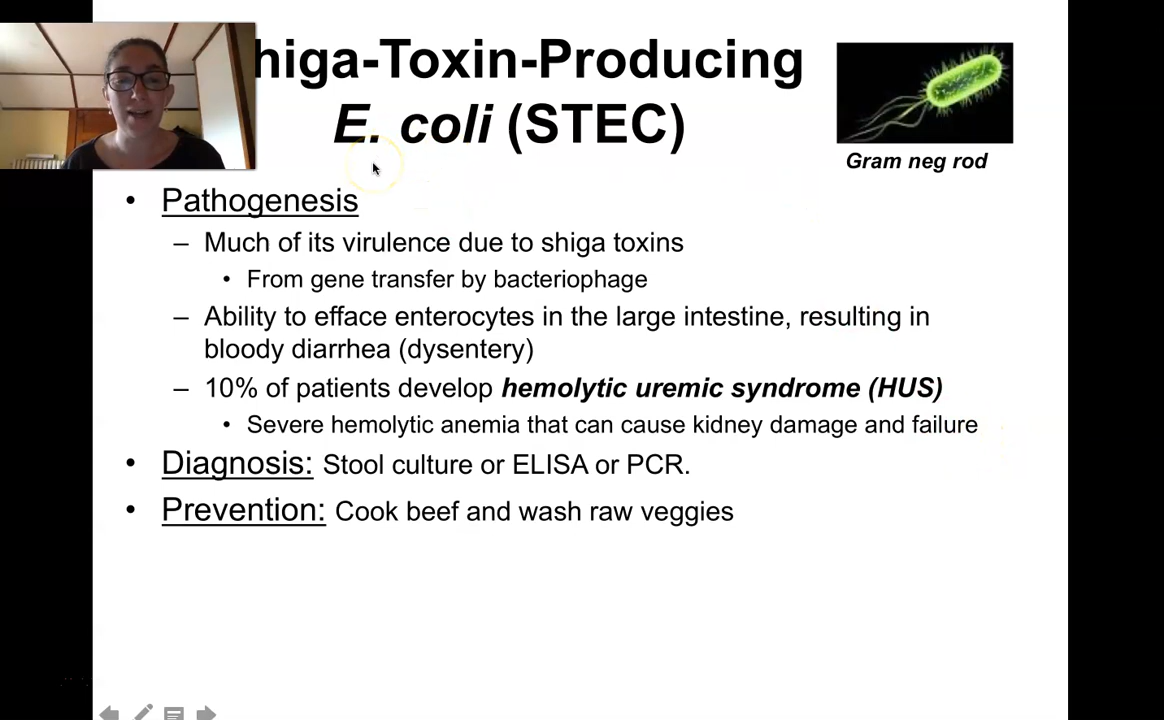 higa-Toxin-Producing
E. coli (STEC)
Gram neg rod
• Pathogenesis
– Much of its virulence due to shiga toxins
• From gene transfer by bacteriophage
– Ability to efface enterocytes in the large intestine, resulting in
bloody diarrhea (dysentery)
– 10% of patients develop hemolytic uremic syndrome (HUS)
• Severe hemolytic anemia that can cause kidney damage and failure
• Diagnosis: Stool culture or ELISA or PCR.
• Prevention: Cook beef and wash raw veggies